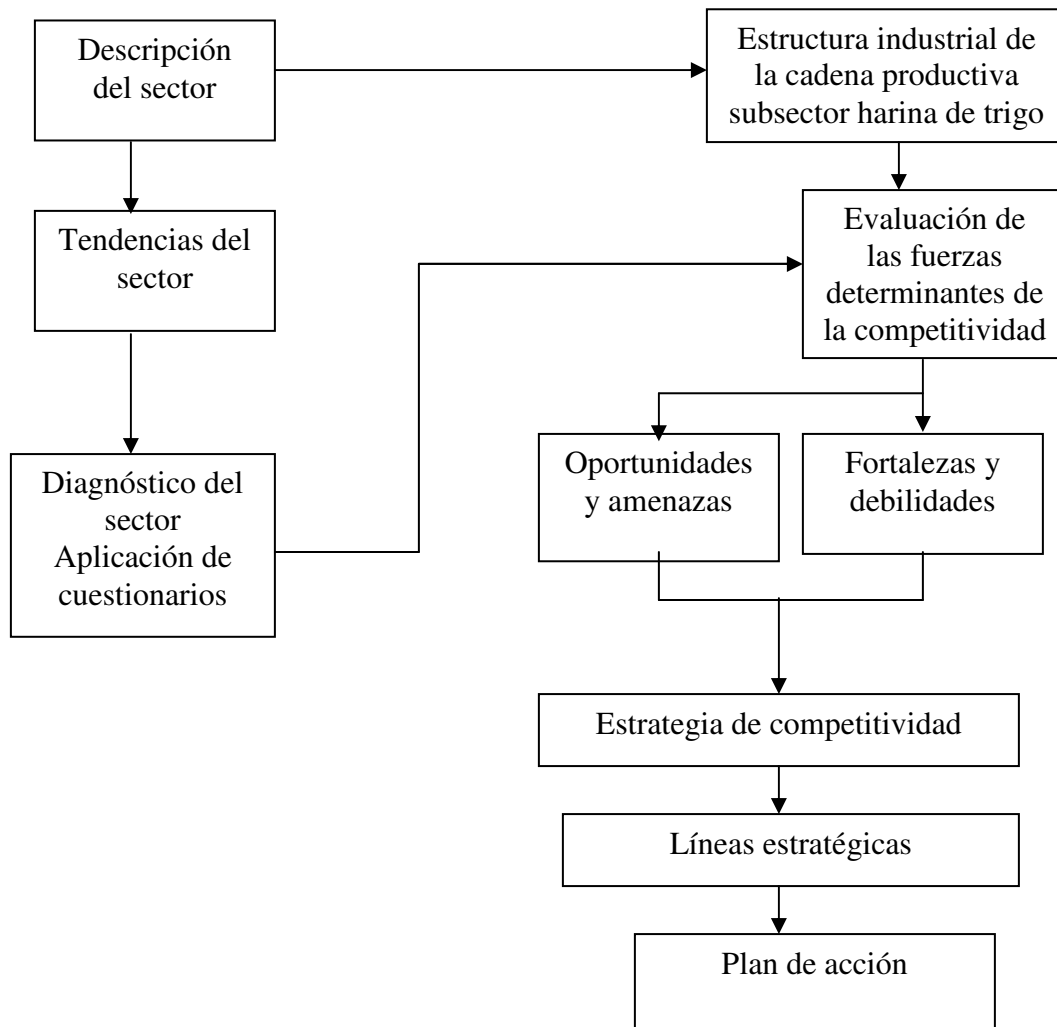 Descripción
del sector
Estructura industrial de
la cadena productiva
subsector harina de trigo
Tendencias del
sector
Evaluación de
las fuerzas
determinantes de
la competitividad
Diagnóstico del
sector
Aplicación de
cuestionarios
Oportunidades
y amenazas
Fortalezas y
debilidades
Estrategia de competitividad
Líneas estratégicas
Plan de acción